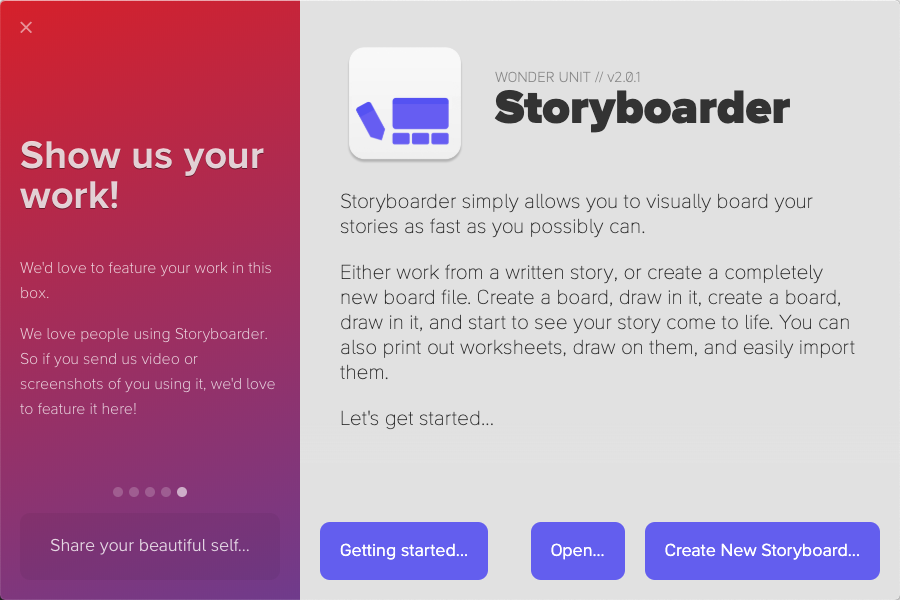 Show us your
work!
We'd love to feature your work in this
box.
We love people using Storyboarder.
So if you send us video or
screenshots of you using it, we'd love
to feature it here!
Share your beautiful self...
WONDER UNIT // v2.0.1
Storyboarder
Storyboarder simply allows you to visually board your
stories as fast as you possibly can.
Either work from a written story, or create a completely
new board file. Create a board, draw in it, create a board,
draw in it, and start to see your story come to life. You can
also print out worksheets, draw on them, and easily import
them.
Let's get started...
Getting started...
Open...
Create New Storyboard...